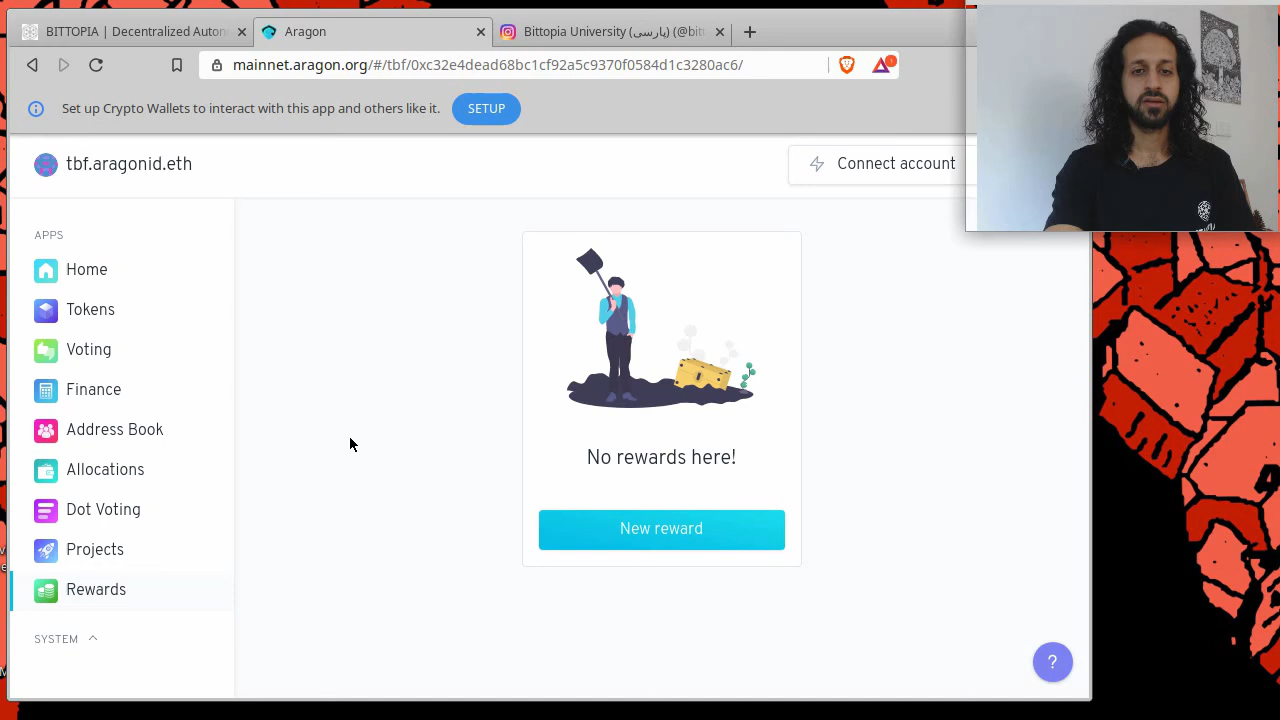 BITTOPIA | Decentralized Auton
Aragon
Bittopia University (پارسی) (@bit
mainnet.aragon.org/#/tbf/0xc32e4dead68bc1cf92a5c9370f0584d1c3280ac6/
1
Set up Crypto Wallets to interact with this app and others like it.
SETUP
tbf.aragonid.eth
Connect account
APPS
Home
Tokens
Voting
Finance
Address Book
Allocations
Dot Voting
Projects
Rewards
SYSTEM
No rewards here!
New reward
?